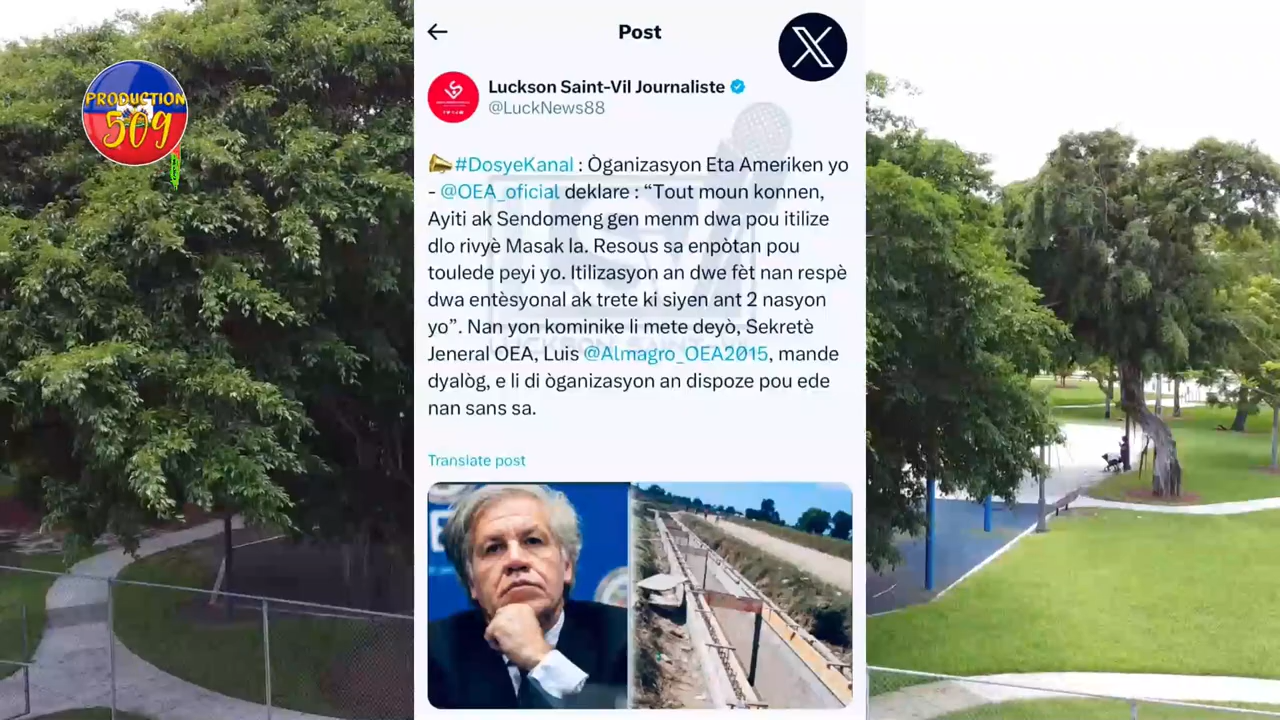 PRODUCTION
509
Post
Luckson Saint-Vil Journaliste
@LuckNews88
#DosyeKanal : Òganizasyon Eta Ameriken yo
- @OEA_oficial deklare : “Tout moun konnen,
Ayiti ak Sendomeng gen menm dwa pou itilize
dlo rivyè Masak la. Resous sa enpòtan pou
toulede peyi yo. Itilizasyon an dwe fèt nan respè
dwa entèsyonal ak trete ki siyen ant 2 nasyon
yo”. Nan yon kominike li mete deyò, Sekretè
Jeneral OEA, Luis @Almagro_OEA2015, mande
dyalòg, e li di òganizasyon an dispoze pou ede
nan sans sa.
Translate post